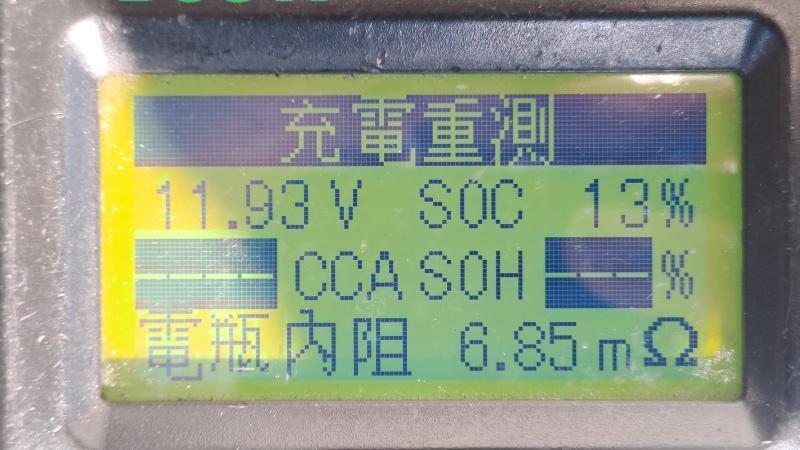 充電重測
11.93V SOC 13%
---- CCA SOH ---%
電瓶內阻 6.85mΩ